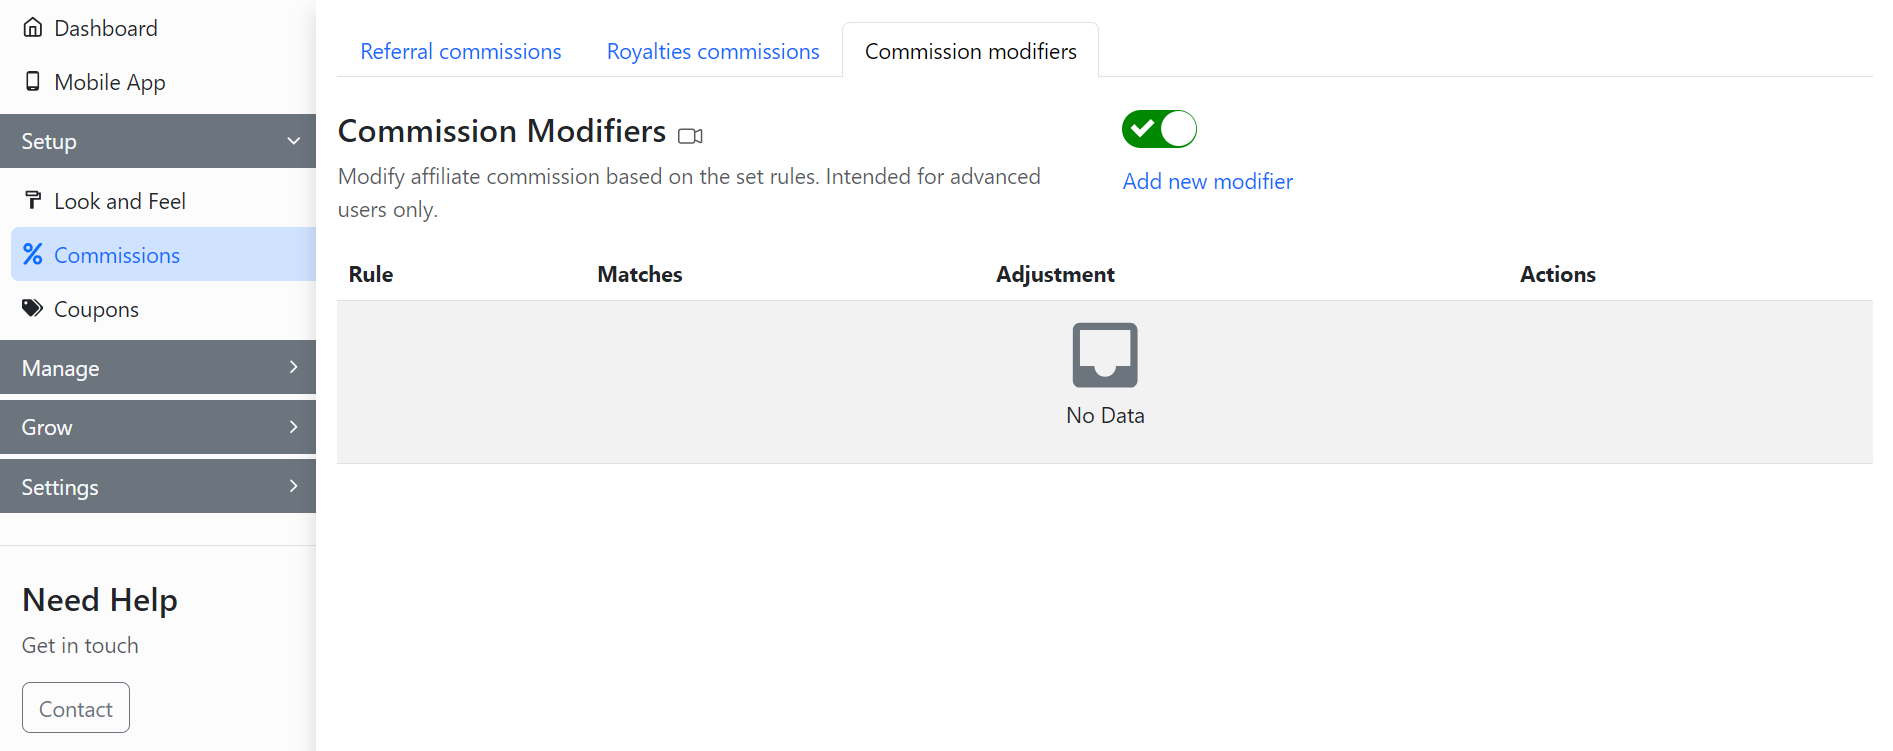 Dashboard
Mobile App
Setup
Look and Feel
Commissions
Coupons
Manage
Grow
Settings
Need Help
Get in touch
Contact
Referral commissions
Royalties commissions
Commission modifiers
Commission Modifiers
Modify affiliate commission based on the set rules. Intended for advanced
users only.
Add new modifier
Rule
Matches
Adjustment
Actions
No Data